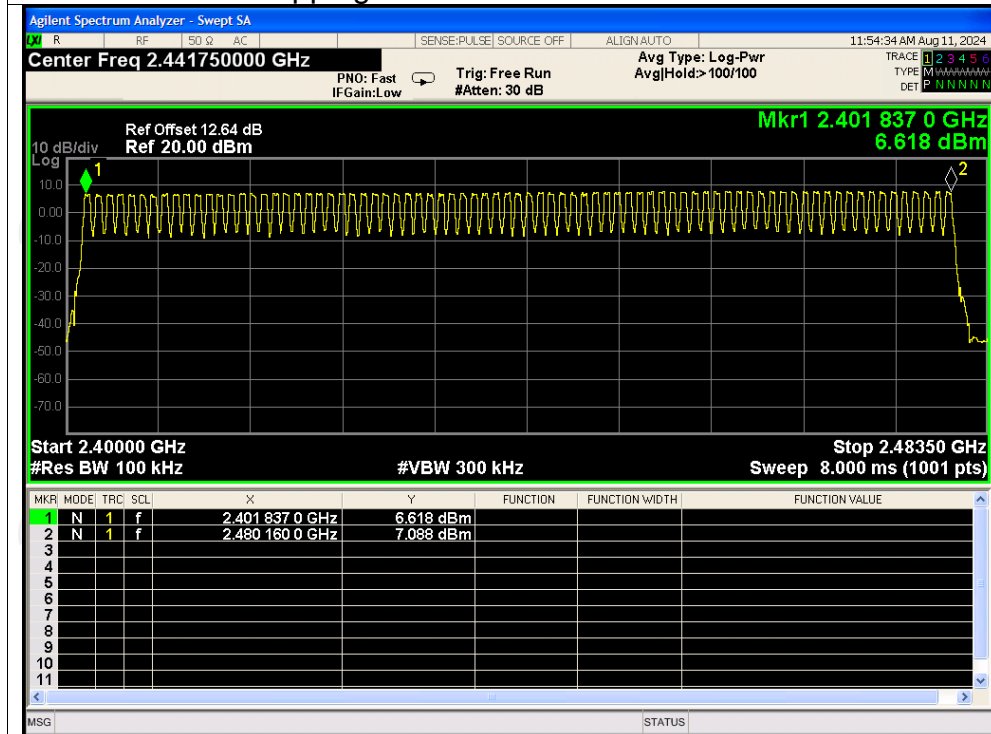 Agilent Spectrum Analyzer - Swept SA
LXI R RF 50 Ω AC SENSE:PULSE SOURCE OFF ALIGN AUTO 11:54:34 AM Aug 11, 2024
Center Freq 2.441750000 GHz Avg Type: Log-Pwr TRACE 1 2 3 4 5 6
PNO: Fast Trig: Free Run Avg|Hold:>100/100 TYPE M
IFGain:Low #Atten: 30 dB DET P N N N N N
Mkr1 2.401 837 0 GHz
Ref Offset 12.64 dB 6.618 dBm
10 dB/div Ref 20.00 dBm
Log
1 2
10.0
0.00
-10.0
-20.0
-30.0
-40.0
-50.0
-60.0
-70.0
Start 2.40000 GHz Stop 2.48350 GHz
#Res BW 100 kHz #VBW 300 kHz Sweep 8.000 ms (1001 pts)
MKR MODE TRC SCL X Y FUNCTION FUNCTION WIDTH FUNCTION VALUE
1 N 1 f 2.401 837 0 GHz 6.618 dBm
2 N 1 f 2.480 160 0 GHz 7.088 dBm
3
4
5
6
7
8
9
10
11
MSG STATUS